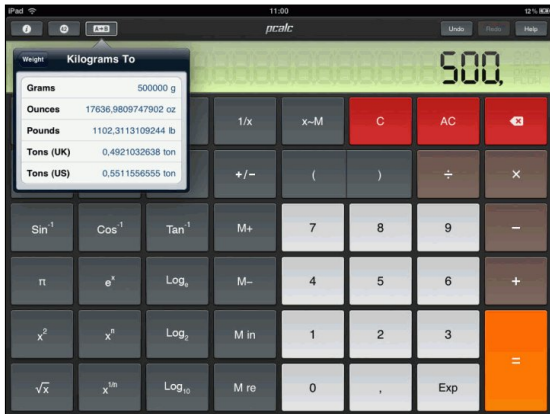 iPad 11:00 12%
A→B pcalc Undo Redo Help
500,
Weight Kilograms To
Grams 500000 g
Ounces 17636,9809747902 oz
Pounds 1102,3113109244 lb
Tons (UK) 0,4921032638 ton
Tons (US) 0,5511556555 ton
1/x x~M C AC
+/− ( ) ÷ ×
Sin⁻¹ Cos⁻¹ Tan⁻¹ M+ 7 8 9 −
π eˣ Logₑ M− 4 5 6 +
x² xⁿ Log₂ M in 1 2 3
√x x¹/ⁿ Log₁₀ M re 0 , Exp =